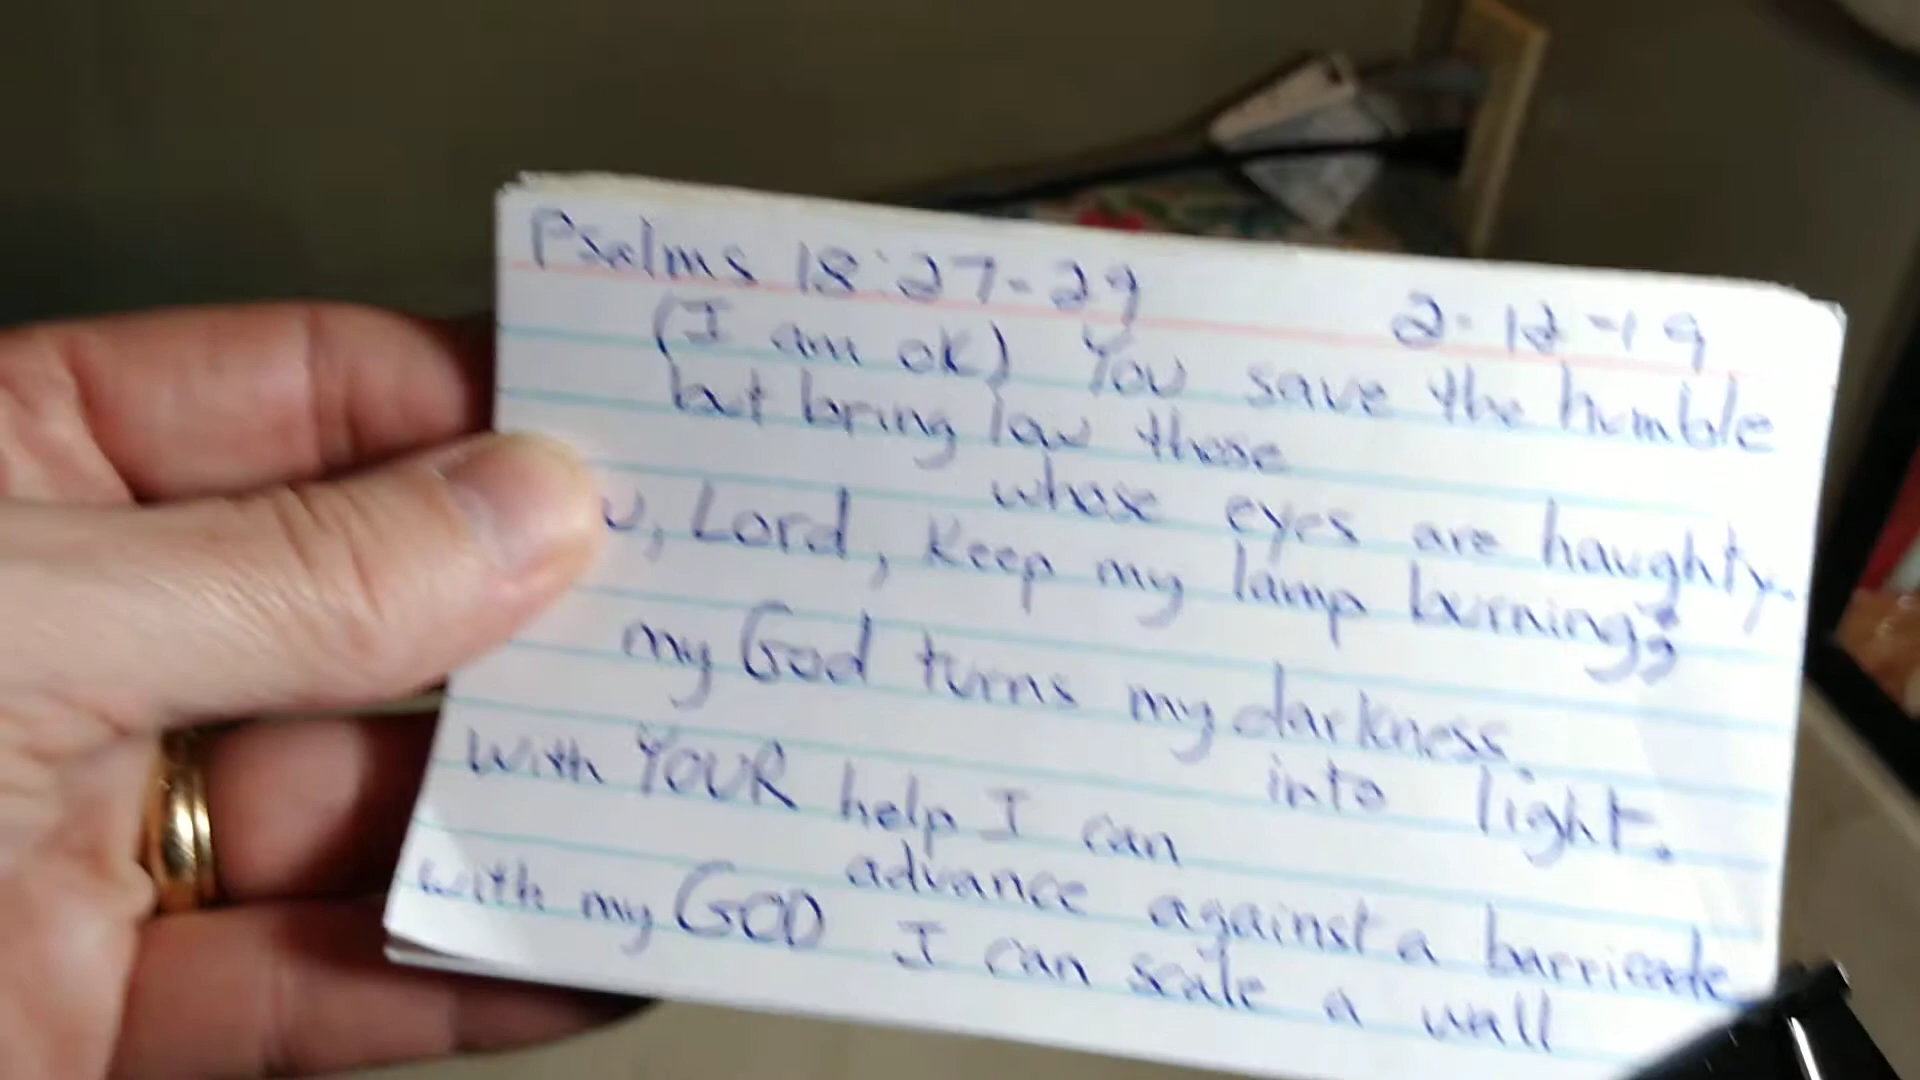 Psalms 18:27-29 2-12-19
(I am ok) You save the humble
but bring low those
whose eyes are haughty.
u, Lord, keep my lamp burning;
my God turns my darkness
into light.
With YOUR help I can
advance against a barricade
with my GOD I can scale a wall